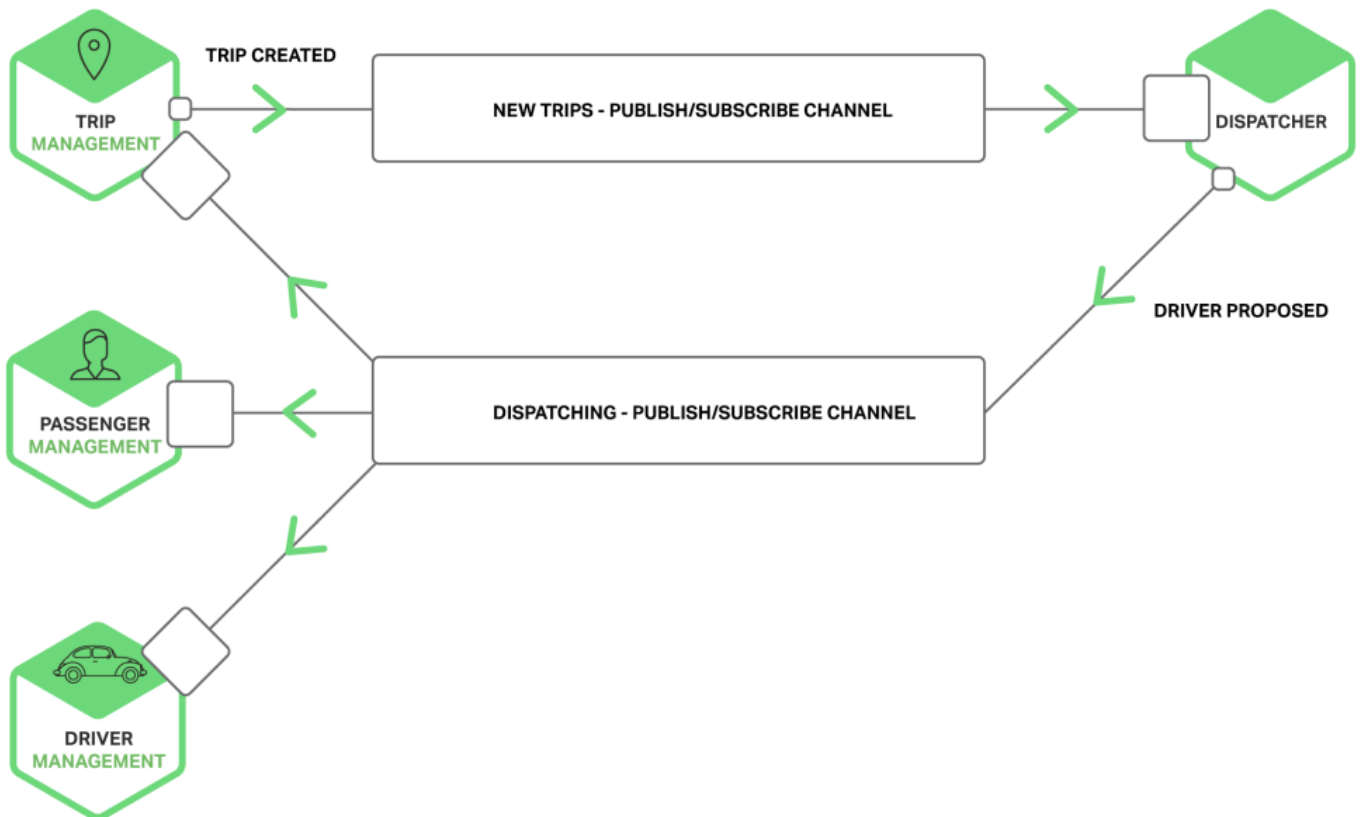 TRIP CREATED
TRIP
MANAGEMENT
NEW TRIPS - PUBLISH/SUBSCRIBE CHANNEL
DISPATCHER
DRIVER PROPOSED
PASSENGER
MANAGEMENT
DISPATCHING - PUBLISH/SUBSCRIBE CHANNEL
DRIVER
MANAGEMENT